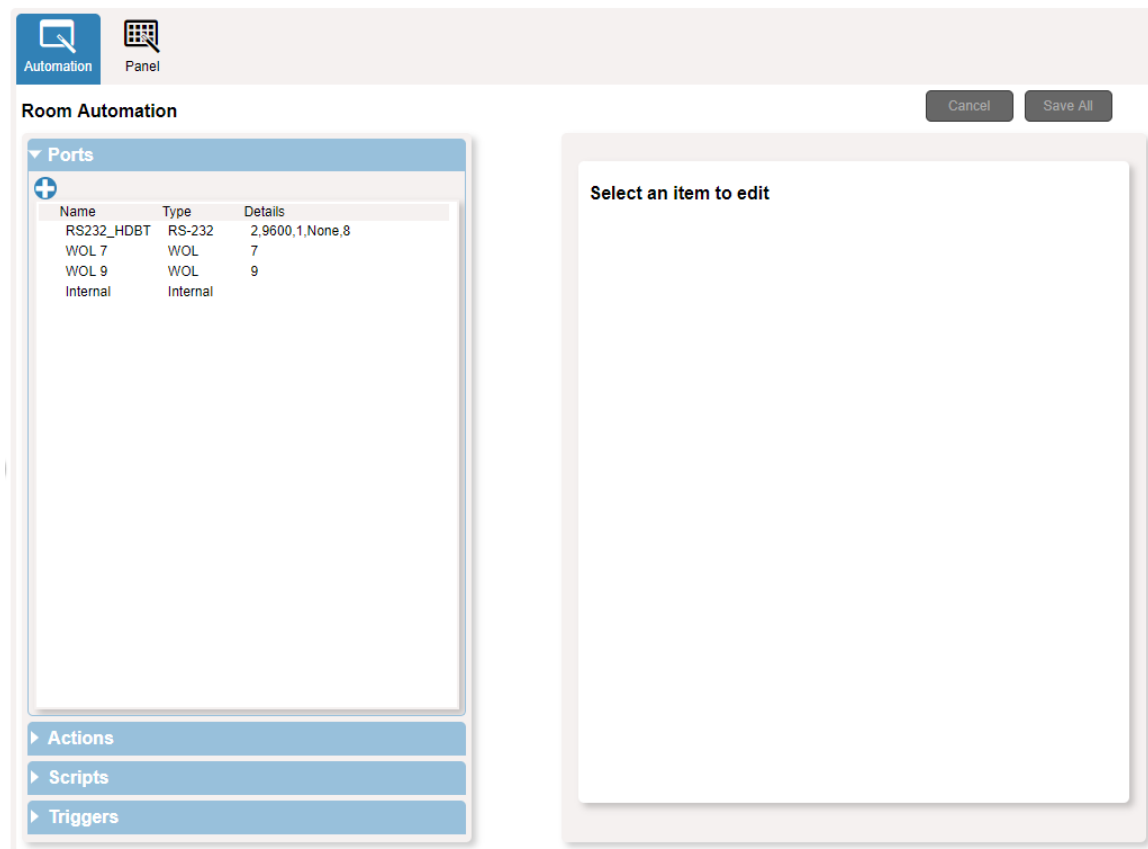 Automation Panel
Room Automation
Cancel Save All
Ports
Name Type Details
RS232_HDBT RS-232 2,9600,1,None,8
WOL 7 WOL 7
WOL 9 WOL 9
Internal Internal
Actions
Scripts
Triggers
Select an item to edit